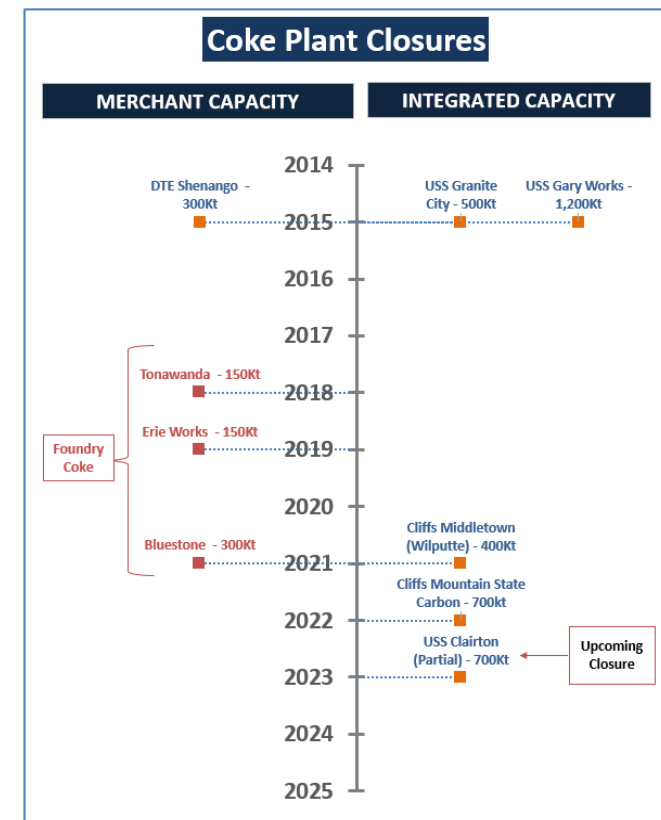 Coke Plant Closures
MERCHANT CAPACITY
INTEGRATED CAPACITY
2014
DTE Shenango -
300Kt
USS Granite
City - 500Kt
USS Gary Works -
1,200Kt
2015
2016
2017
Tonawanda - 150Kt
2018
Erie Works - 150Kt
2019
Foundry
Coke
2020
Bluestone - 300Kt
Cliffs Middletown
(Wilputte) - 400Kt
2021
Cliffs Mountain State
Carbon - 700kt
2022
USS Clairton
(Partial) - 700Kt
Upcoming
Closure
2023
2024
2025